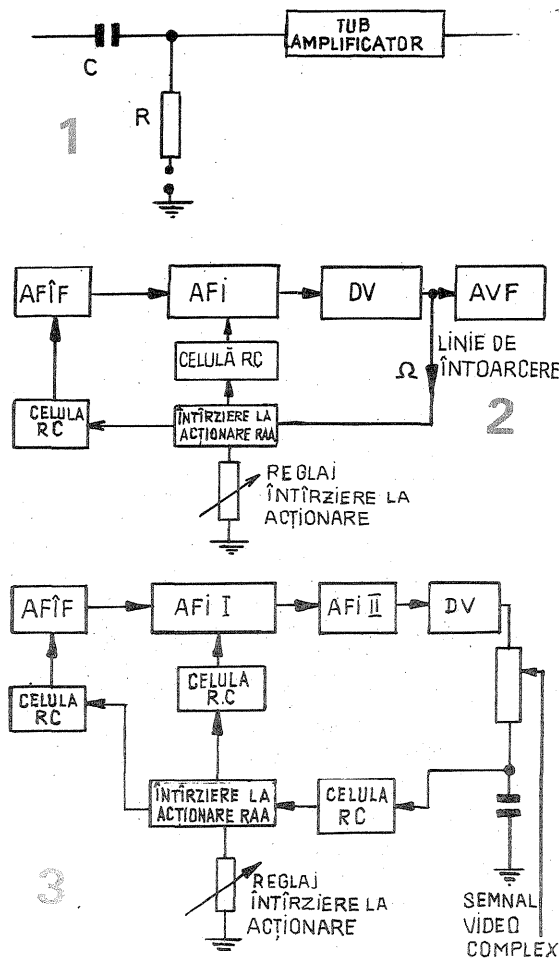 TUB
AMPLIFICATOR
C
R
1
AFÎF
AFİ
DV
AVF
LINIE DE
ÎNTOARCERE
Ω
CELULĂ RC
CELULA
RC
ÎNTÎRZIERE LA
ACȚIONARE RAA
2
REGLAJ
ÎNTÎRZIERE LA
ACȚIONARE
AFÎF
AFİ I
AFİ II
DV
CELULA
RC
CELULA
R.C
ÎNTÎRZIERE LA
ACTIONARE RAA
CELULA
RC
3
REGLAJ
ÎNTÎRZIERE LA
ACȚIONARE
SEMNAL
VIDEO
COMPLEX